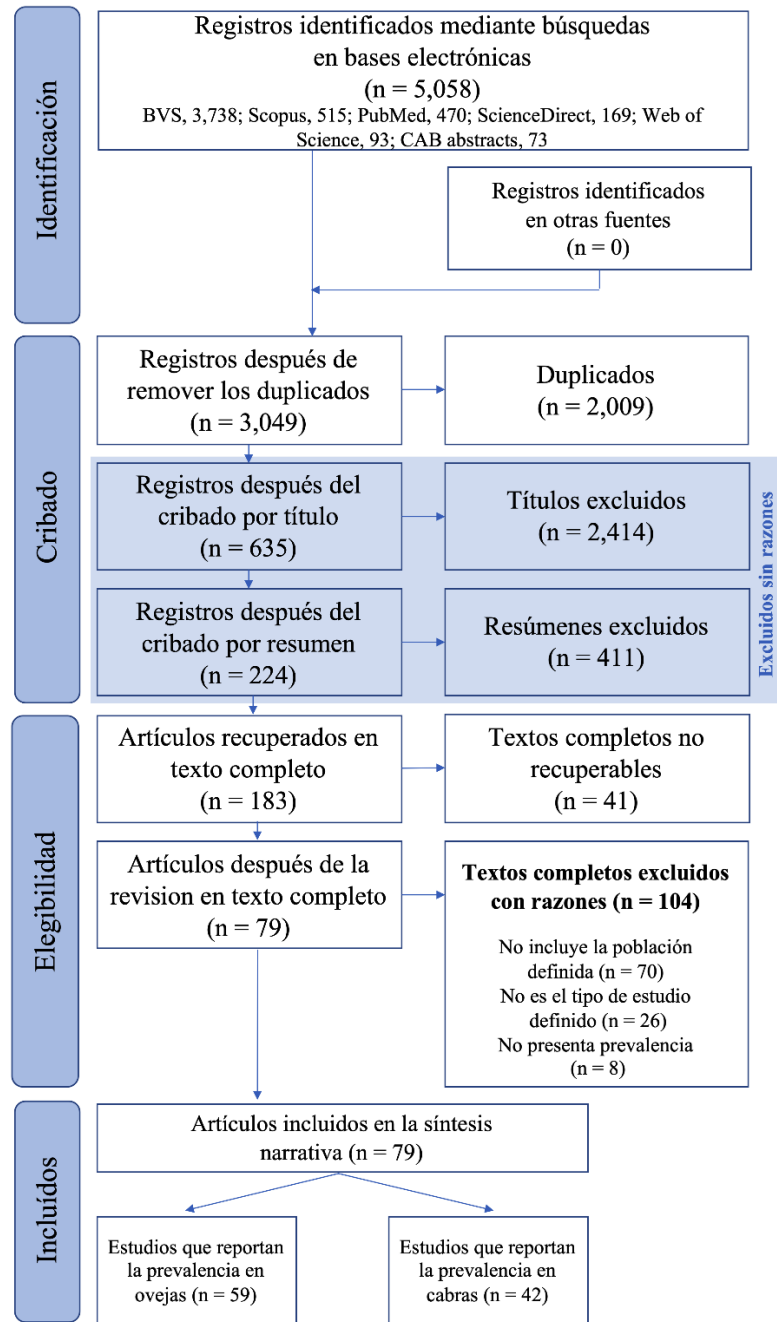 Identificación
Registros identificados mediante búsquedas
en bases electrónicas
(n = 5,058)
BVS, 3,738; Scopus, 515; PubMed, 470; ScienceDirect, 169; Web of
Science, 93; CAB abstracts, 73
Registros identificados
en otras fuentes
(n = 0)
Cribado
Registros después de
remover los duplicados
(n = 3,049)
Duplicados
(n = 2,009)
Registros después del
cribado por título
(n = 635)
Títulos excluidos
(n = 2,414)
Registros después del
cribado por resumen
(n = 224)
Resúmenes excluidos
(n = 411)
Excluidos sin razones
Elegibilidad
Artículos recuperados en
texto completo
(n = 183)
Textos completos no
recuperables
(n = 41)
Artículos después de la
revision en texto completo
(n = 79)
Textos completos excluidos
con razones (n = 104)
No incluye la población
definida (n = 70)
No es el tipo de estudio
definido (n = 26)
No presenta prevalencia
(n = 8)
Incluídos
Artículos incluidos en la síntesis
narrativa (n = 79)
Estudios que reportan
la prevalencia en
ovejas (n = 59)
Estudios que reportan
la prevalencia en
cabras (n = 42)